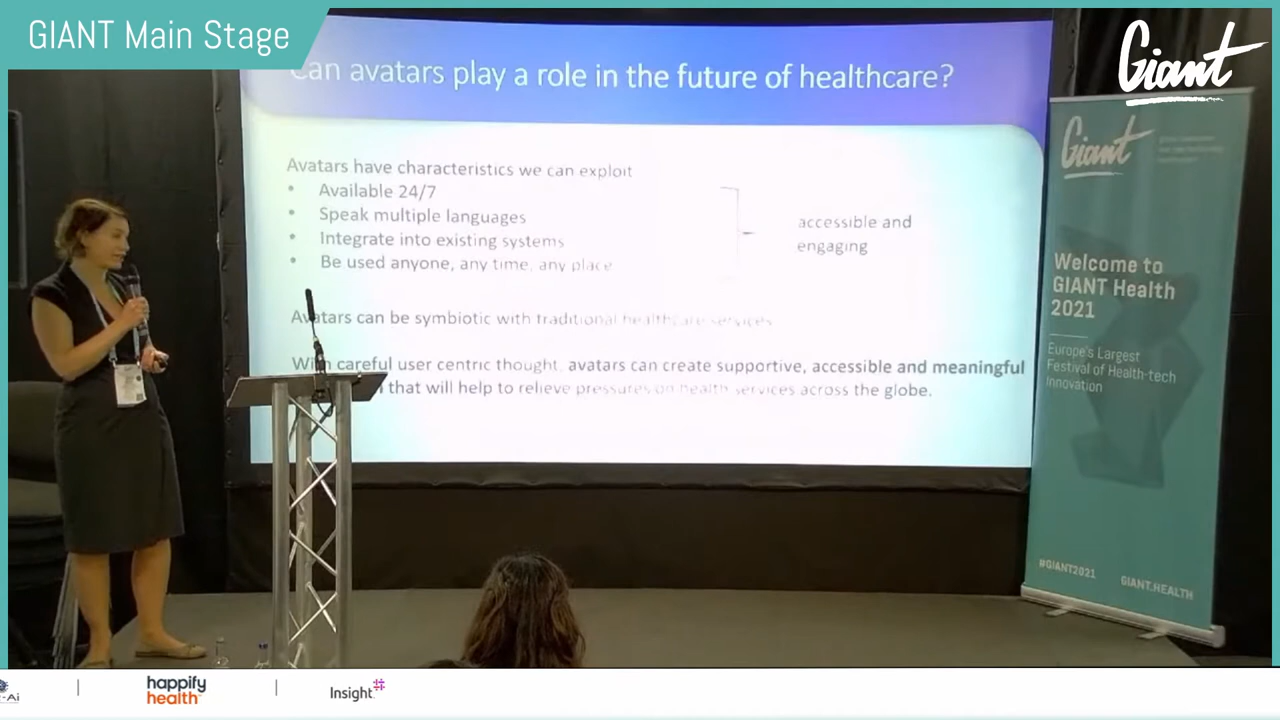 GIANT Main Stage
Giant
Can avatars play a role in the future of healthcare?
Avatars have characteristics we can exploit
• Available 24/7
• Speak multiple languages
• Integrate into existing systems
• Be used anyone, any time, any place
accessible and
engaging
Avatars can be symbiotic with traditional healthcare services
With careful user centric thought, avatars can create supportive, accessible and meaningful
that will help to relieve pressures on health services across the globe.
Giant
Welcome to
GIANT Health
2021
Europe's Largest
Festival of Health-tech
Innovation
#GIANT2021
GIANT.HEALTH
-Ai
happify
health
Insight